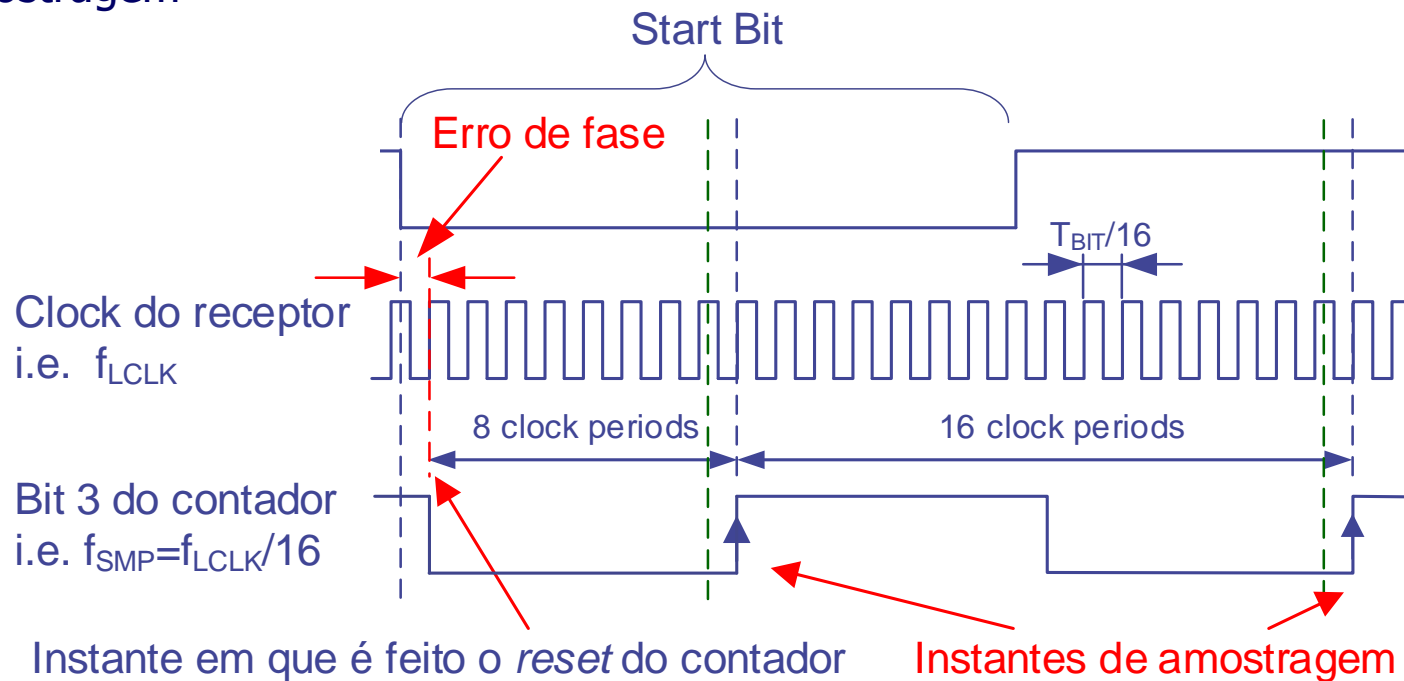 Start Bit
Erro de fase
T_BIT/16
Clock do receptor
i.e. f_LCLK
8 clock periods
16 clock periods
Bit 3 do contador
i.e. f_SMP=f_LCLK/16
Instante em que é feito o reset do contador
Instantes de amostragem